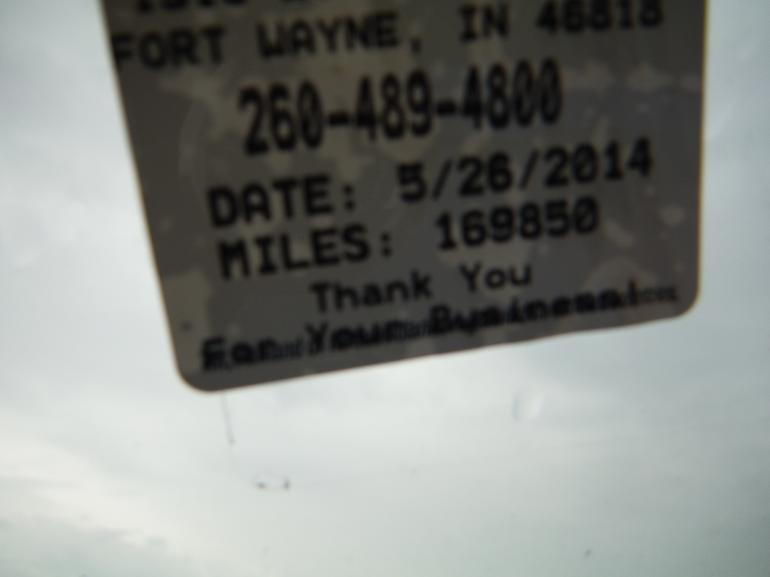 FORT WAYNE, IN 46818
260-489-4800
DATE: 5/26/2014
MILES: 169850
Thank You
For Your Business!